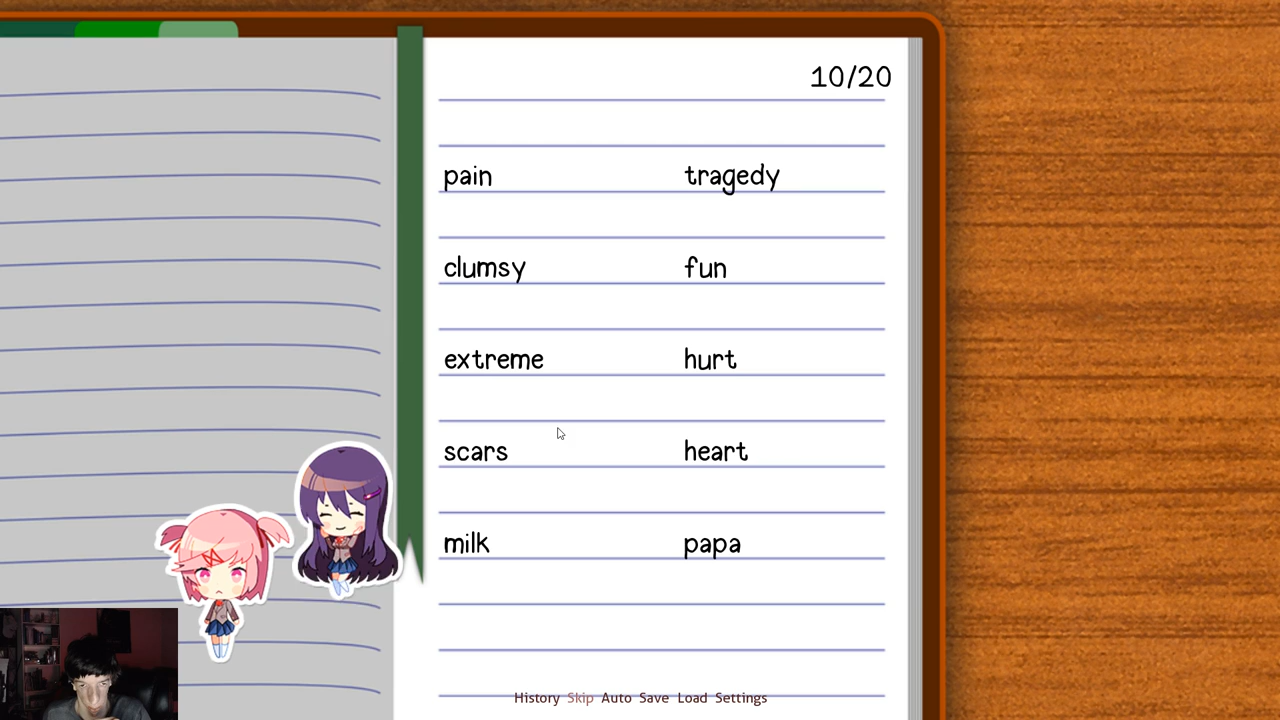 10/20
pain tragedy
clumsy fun
extreme hurt
scars heart
milk papa
History Skip Auto Save Load Settings